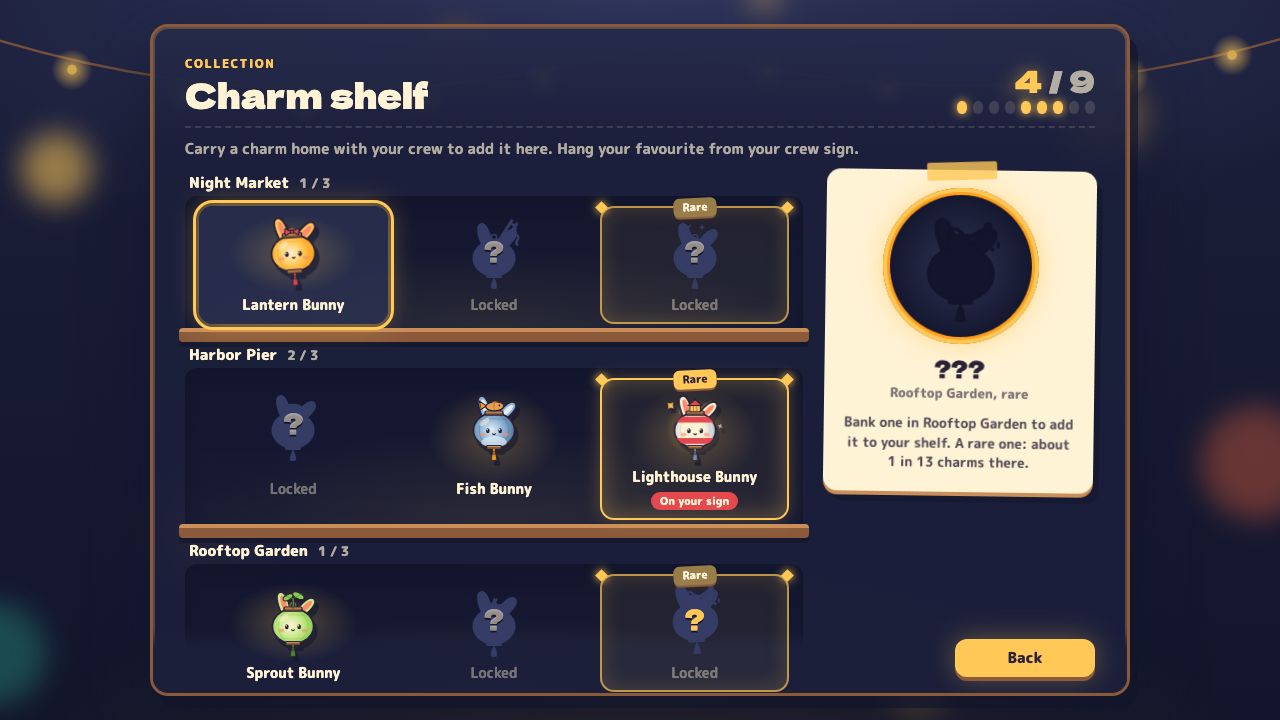 COLLECTION
Charm shelf
4 / 9
Carry a charm home with your crew to add it here. Hang your favourite from your crew sign.
Night Market 1 / 3
Lantern Bunny
?
Locked
Rare
?
Locked
Harbor Pier 2 / 3
?
Locked
Fish Bunny
Rare
Lighthouse Bunny
On your sign
Rooftop Garden 1 / 3
Sprout Bunny
?
Locked
Rare
?
Locked
???
Rooftop Garden, rare
Bank one in Rooftop Garden to add
it to your shelf. A rare one: about
1 in 13 charms there.
Back